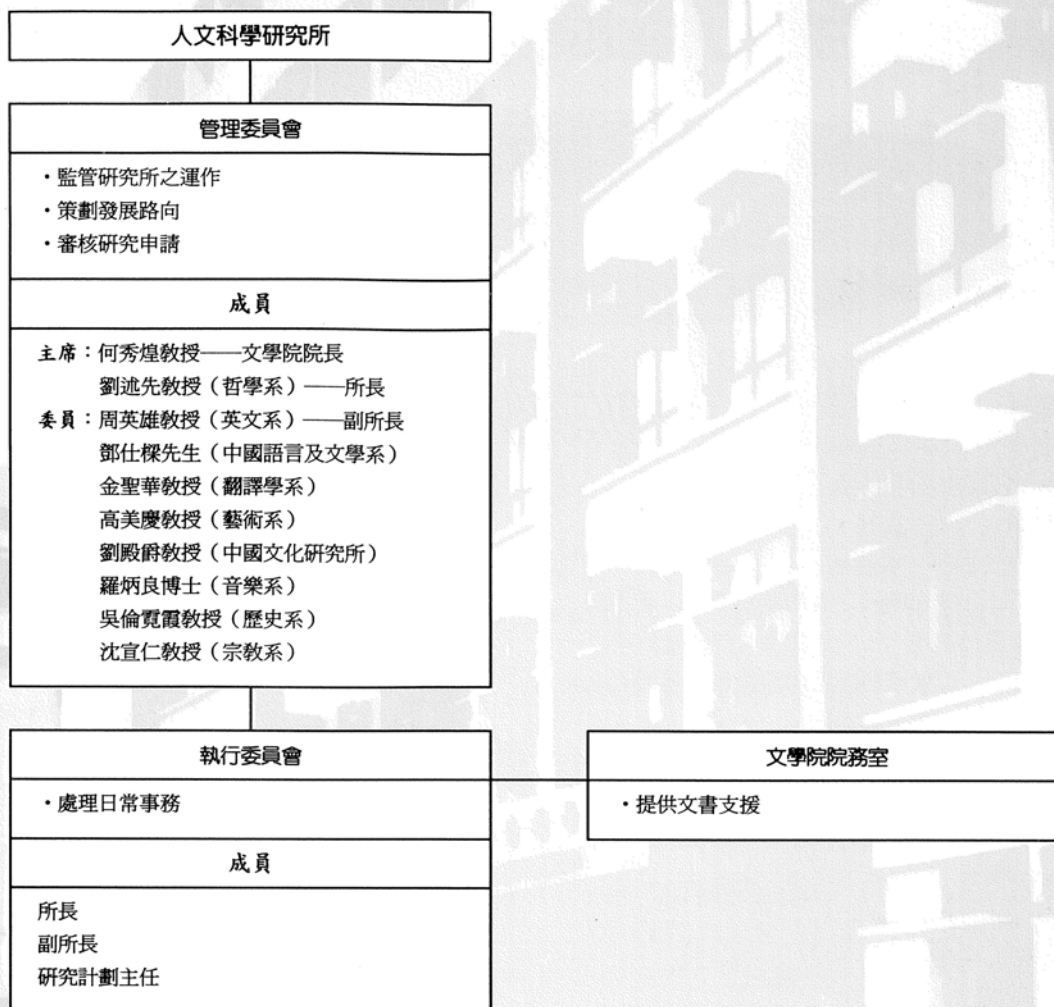 人文科學研究所
管理委員會
・監管研究所之運作
・策劃發展路向
・審核研究申請
成員
主席：何秀煌教授——文學院院長
劉述先教授（哲學系）——所長
委員：周英雄教授（英文系）——副所長
鄧仕樑先生（中國語言及文學系）
金聖華教授（翻譯學系）
高美慶教授（藝術系）
劉殿爵教授（中國文化研究所）
羅炳良博士（音樂系）
吳倫霓霞教授（歷史系）
沈宣仁教授（宗教系）
執行委員會
・處理日常事務
成員
所長
副所長
研究計劃主任
文學院院務室
・提供文書支援